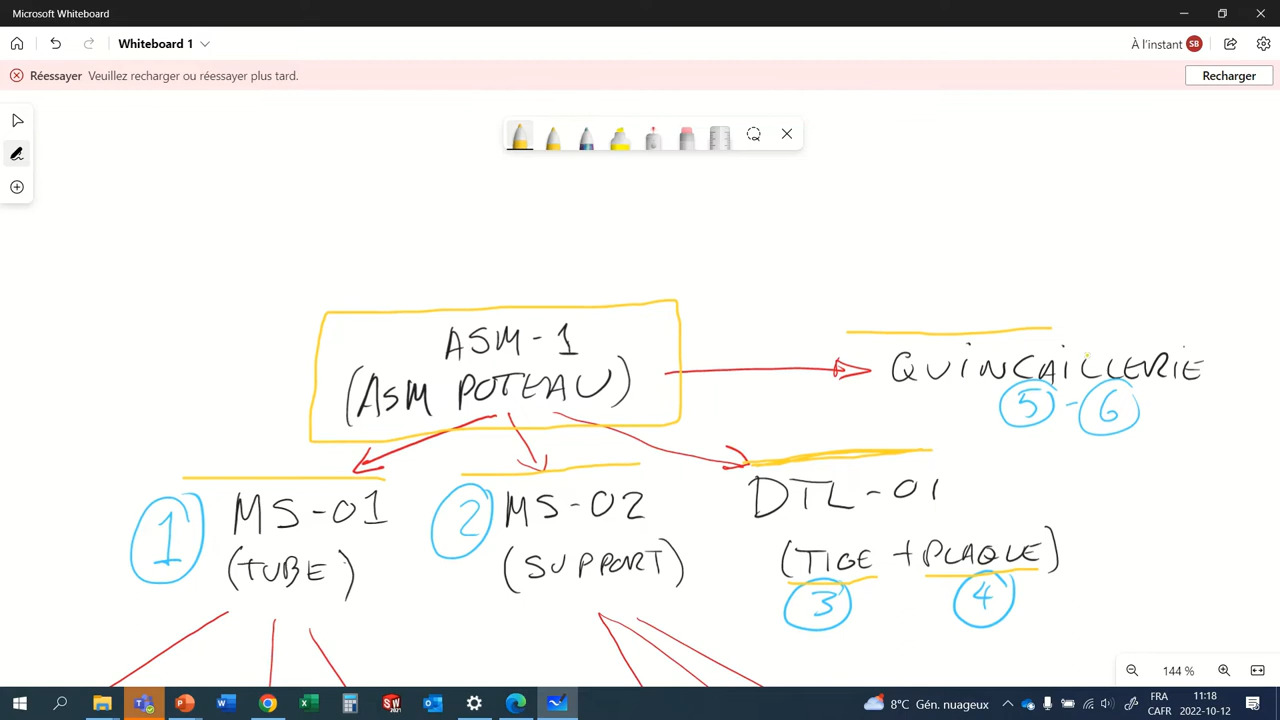 Microsoft Whiteboard
Whiteboard 1
À l'instant SB
Réessayer Veuillez recharger ou réessayer plus tard.
Recharger
ASM-1
(ASM POTEAU)
QUINCAILLERIE
5 - 6
1 MS-01
(TUBE)
2 MS-02
(SUPPORT)
DTL-01
(TIGE + PLAQUE)
3 4
144 %
8°C Gén. nuageux
FRA
CAFR
11:18
2022-10-12